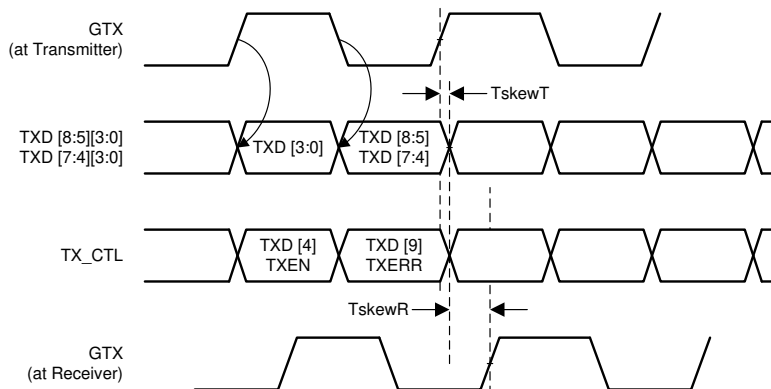 GTX
(at Transmitter)
TskewT
TXD [8:5][3:0]
TXD [7:4][3:0]
TXD [3:0]
TXD [8:5]
TXD [7:4]
TX_CTL
TXD [4]
TXEN
TXD [9]
TXERR
TskewR
GTX
(at Receiver)